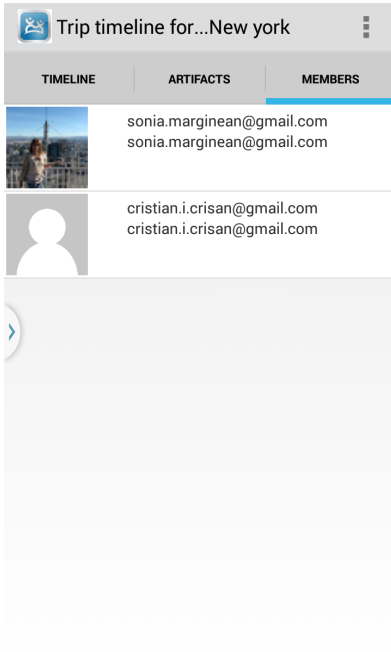 Trip timeline for...New york
TIMELINE ARTIFACTS MEMBERS
sonia.marginean@gmail.com
sonia.marginean@gmail.com
cristian.i.crisan@gmail.com
cristian.i.crisan@gmail.com